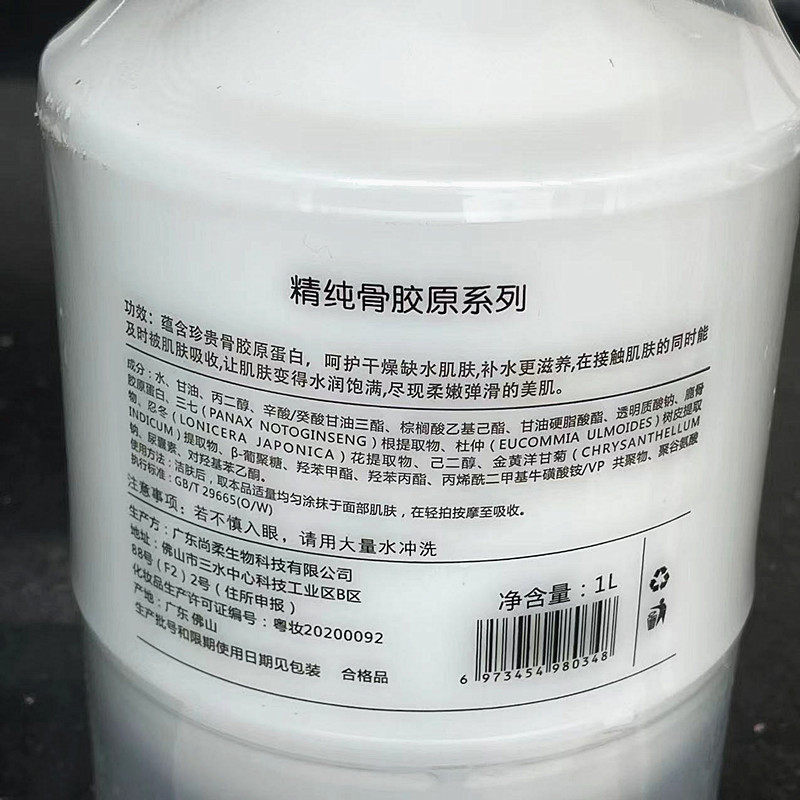 精纯骨胶原系列
功效：蕴含珍贵骨胶原蛋白，呵护干燥缺水肌肤,补水更滋养,在接触肌肤的同时能
及时被肌肤吸收,让肌肤变得水润饱满,尽现柔嫩弹滑的美肌。
成分：水、甘油、丙二醇、辛酸/癸酸甘油三酯、棕榈酸乙基己酯、甘油硬脂酸酯、透明质酸钠、鹿骨
胶原蛋白、三七（PANAX NOTOGINSENG）根提取物、杜仲（EUCOMMIA ULMOIDES）树皮提取
物、忍冬（LONICERA JAPONICA）花提取物、己二醇、金黄洋甘菊（CHRYSANTHELLUM
INDICUM）提取物、β-葡聚糖、羟苯甲酯、羟苯丙酯、丙烯酰二甲基牛磺酸铵/VP 共聚物、聚谷氨酸
钠、尿囊素、对羟基苯乙酮。
使用方法：洁肤后，取本品适量均匀涂抹于面部肌肤，在轻拍按摩至吸收。
执行标准：GB/T 29665(O/W)
注意事项：若不慎入眼，请用大量水冲洗
生产方：广东尚柔生物科技有限公司
地址：佛山市三水中心科技工业区B区
88号（F2）2号（住所申报）
化妆品生产许可证编号：粤妆20200092
产地：广东 佛山
生产批号和限期使用日期见包装 合格品
净含量：1L
6 973454 980348